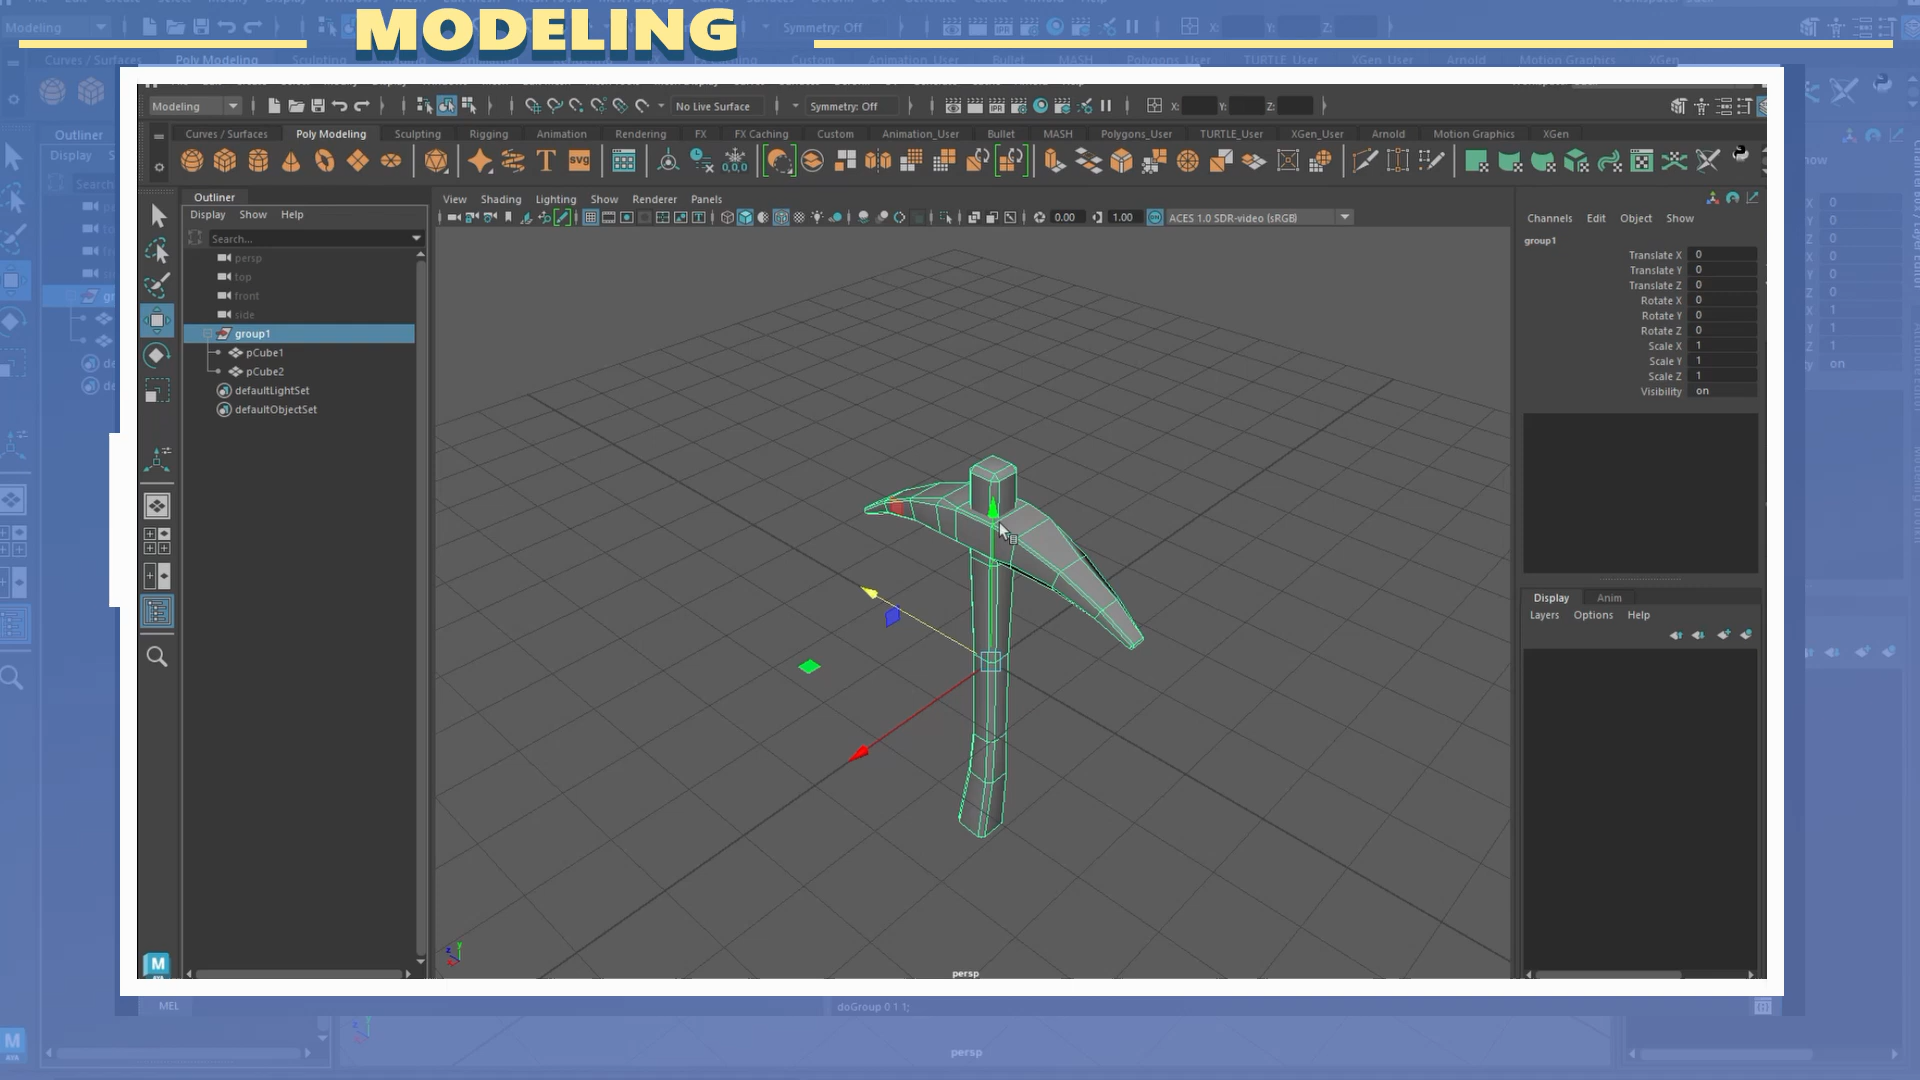 MODELING
Modeling
No Live Surface
Symmetry: Off
X:
Y:
Z:
Curves / Surfaces
Poly Modeling
Sculpting
Rigging
Animation
Rendering
FX
FX Caching
Custom
Animation_User
Bullet
MASH
Polygons_User
TURTLE_User
XGen_User
Arnold
Motion Graphics
XGen
Outliner
Display
Show
Help
Search...
persp
top
front
side
group1
pCube1
pCube2
defaultLightSet
defaultObjectSet
View
Shading
Lighting
Show
Renderer
Panels
0.00
1.00
ACES 1.0 SDR-video (sRGB)
persp
Channels
Edit
Object
Show
group1
Translate X 0
Translate Y 0
Translate Z 0
Rotate X 0
Rotate Y 0
Rotate Z 0
Scale X 1
Scale Y 1
Scale Z 1
Visibility on
Display
Anim
Layers
Options
Help
MEL
doGroup 0 1 1;
persp